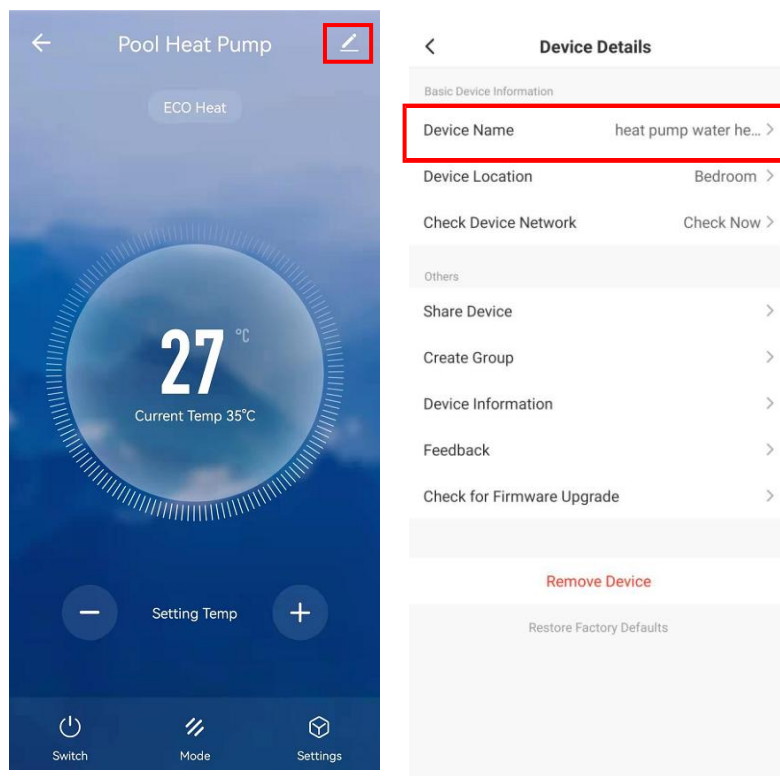 Pool Heat Pump
ECO Heat
27 °C
Current Temp 35°C
Setting Temp
Switch
Mode
Settings
Device Details
Basic Device Information
Device Name heat pump water he...
Device Location Bedroom
Check Device Network Check Now
Others
Share Device
Create Group
Device Information
Feedback
Check for Firmware Upgrade
Remove Device
Restore Factory Defaults